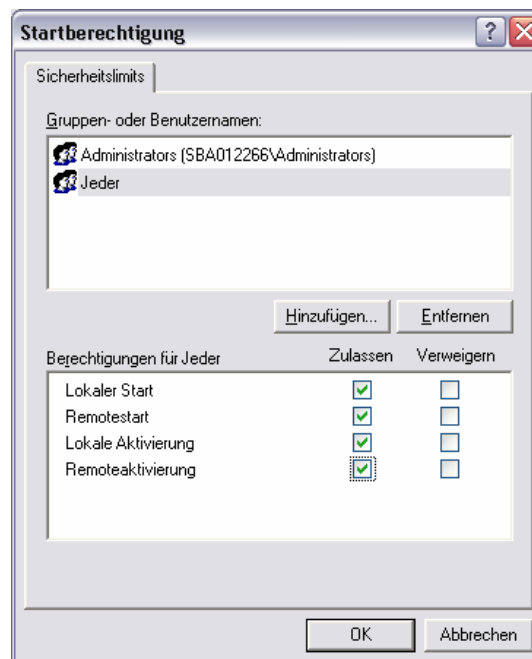 Startberechtigung
Sicherheitslimits
Gruppen- oder Benutzernamen:
Administrators (SBA012266\Administrators)
Jeder
Hinzufügen... Entfernen
Berechtigungen für Jeder Zulassen Verweigern
Lokaler Start
Remotestart
Lokale Aktivierung
Remoteaktivierung
OK Abbrechen